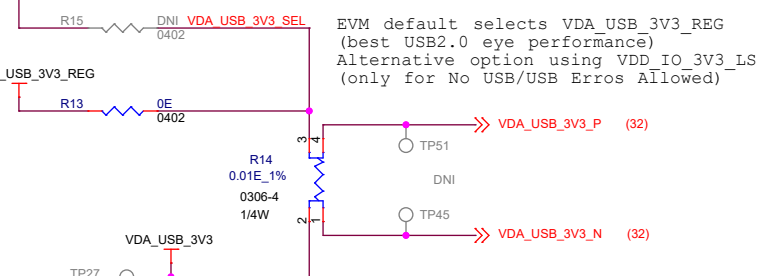 R15 DNI VDA_USB_3V3_SEL
0402
EVM default selects VDA_USB_3V3_REG
(best USB2.0 eye performance)
Alternative option using VDD_IO_3V3_LS
(only for No USB/USB Erros Allowed)
_USB_3V3_REG
R13 0E
0402
3 4
VDA_USB_3V3_P (32)
TP51
R14
0.01E_1%
0306-4
1/4W
DNI
2 1
TP45
VDA_USB_3V3_N (32)
VDA_USB_3V3
TP27